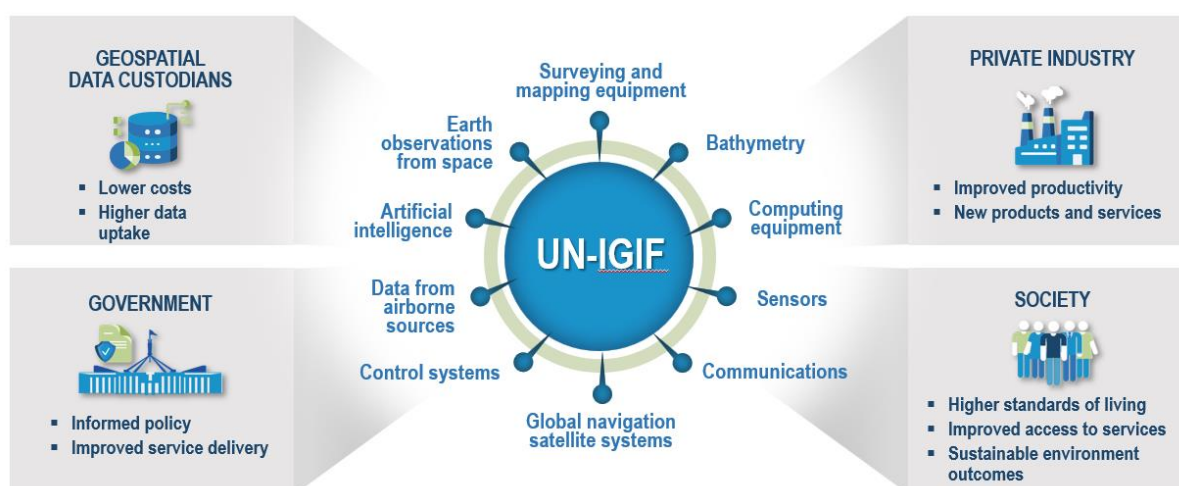 GEOSPATIAL
DATA CUSTODIANS
▪ Lower costs
▪ Higher data
uptake
GOVERNMENT
▪ Informed policy
▪ Improved service delivery
Surveying and
mapping equipment
Earth
observations
from space
Bathymetry
Artificial
intelligence
Computing
equipment
UN-IGIF
Data from
airborne
sources
Sensors
Control systems
Communications
Global navigation
satellite systems
PRIVATE INDUSTRY
▪ Improved productivity
▪ New products and services
SOCIETY
▪ Higher standards of living
▪ Improved access to services
▪ Sustainable environment
outcomes